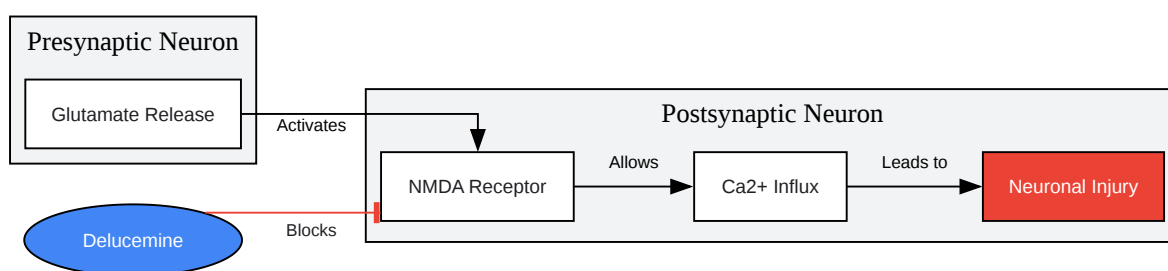 Presynaptic Neuron
Glutamate Release
Activates
Postsynaptic Neuron
NMDA Receptor
Allows
Ca2+ Influx
Leads to
Neuronal Injury
Delucemine
Blocks